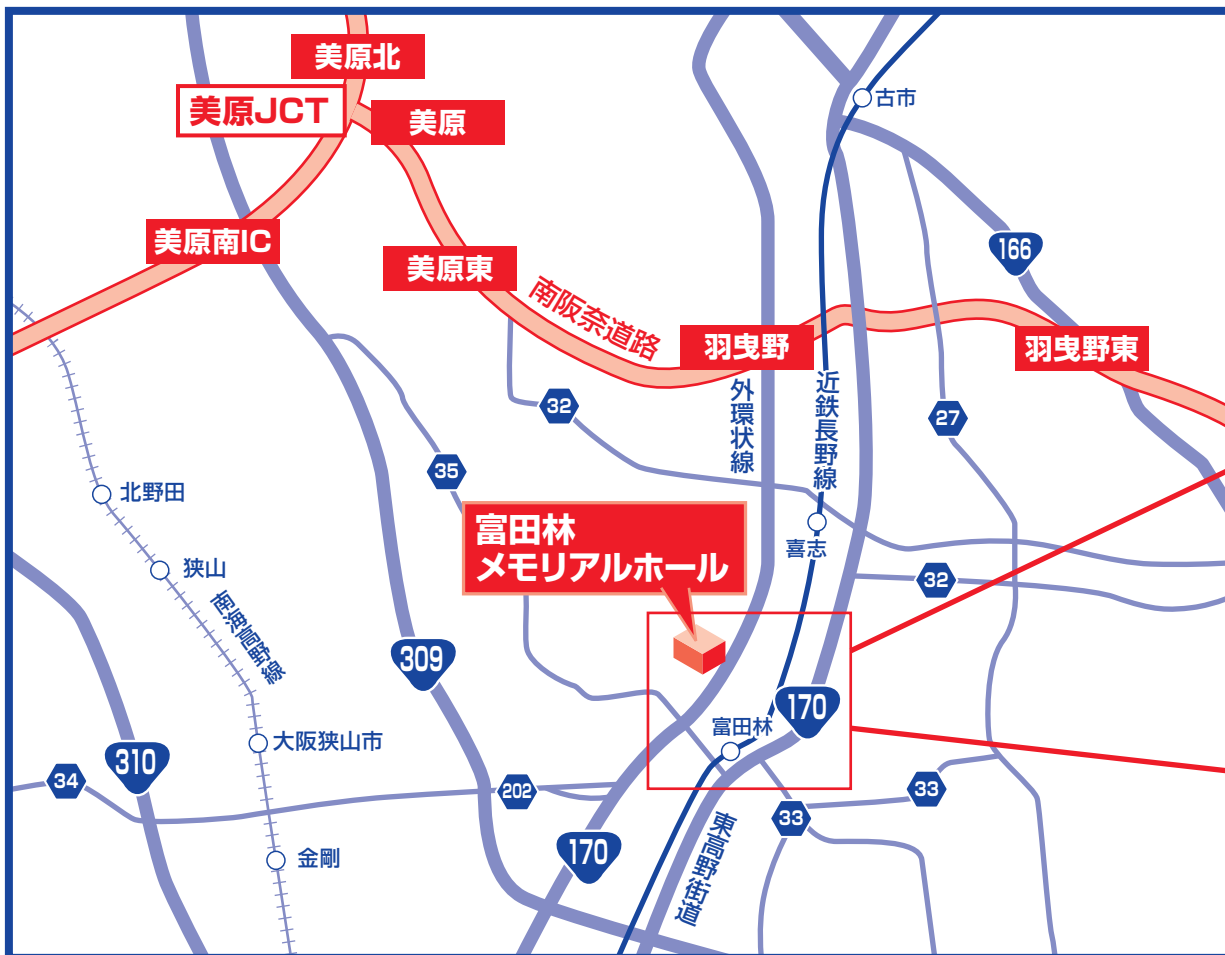 美原北
美原JCT
美原
古市
美原南IC
美原東
166
南阪奈道路
羽曳野
羽曳野東
外環状線
近鉄長野線
32
27
35
北野田
富田林
メモリアルホール
喜志
狭山
32
南海高野線
309
170
富田林
大阪狭山市
310
34
202
33
33
170
東高野街道
金剛